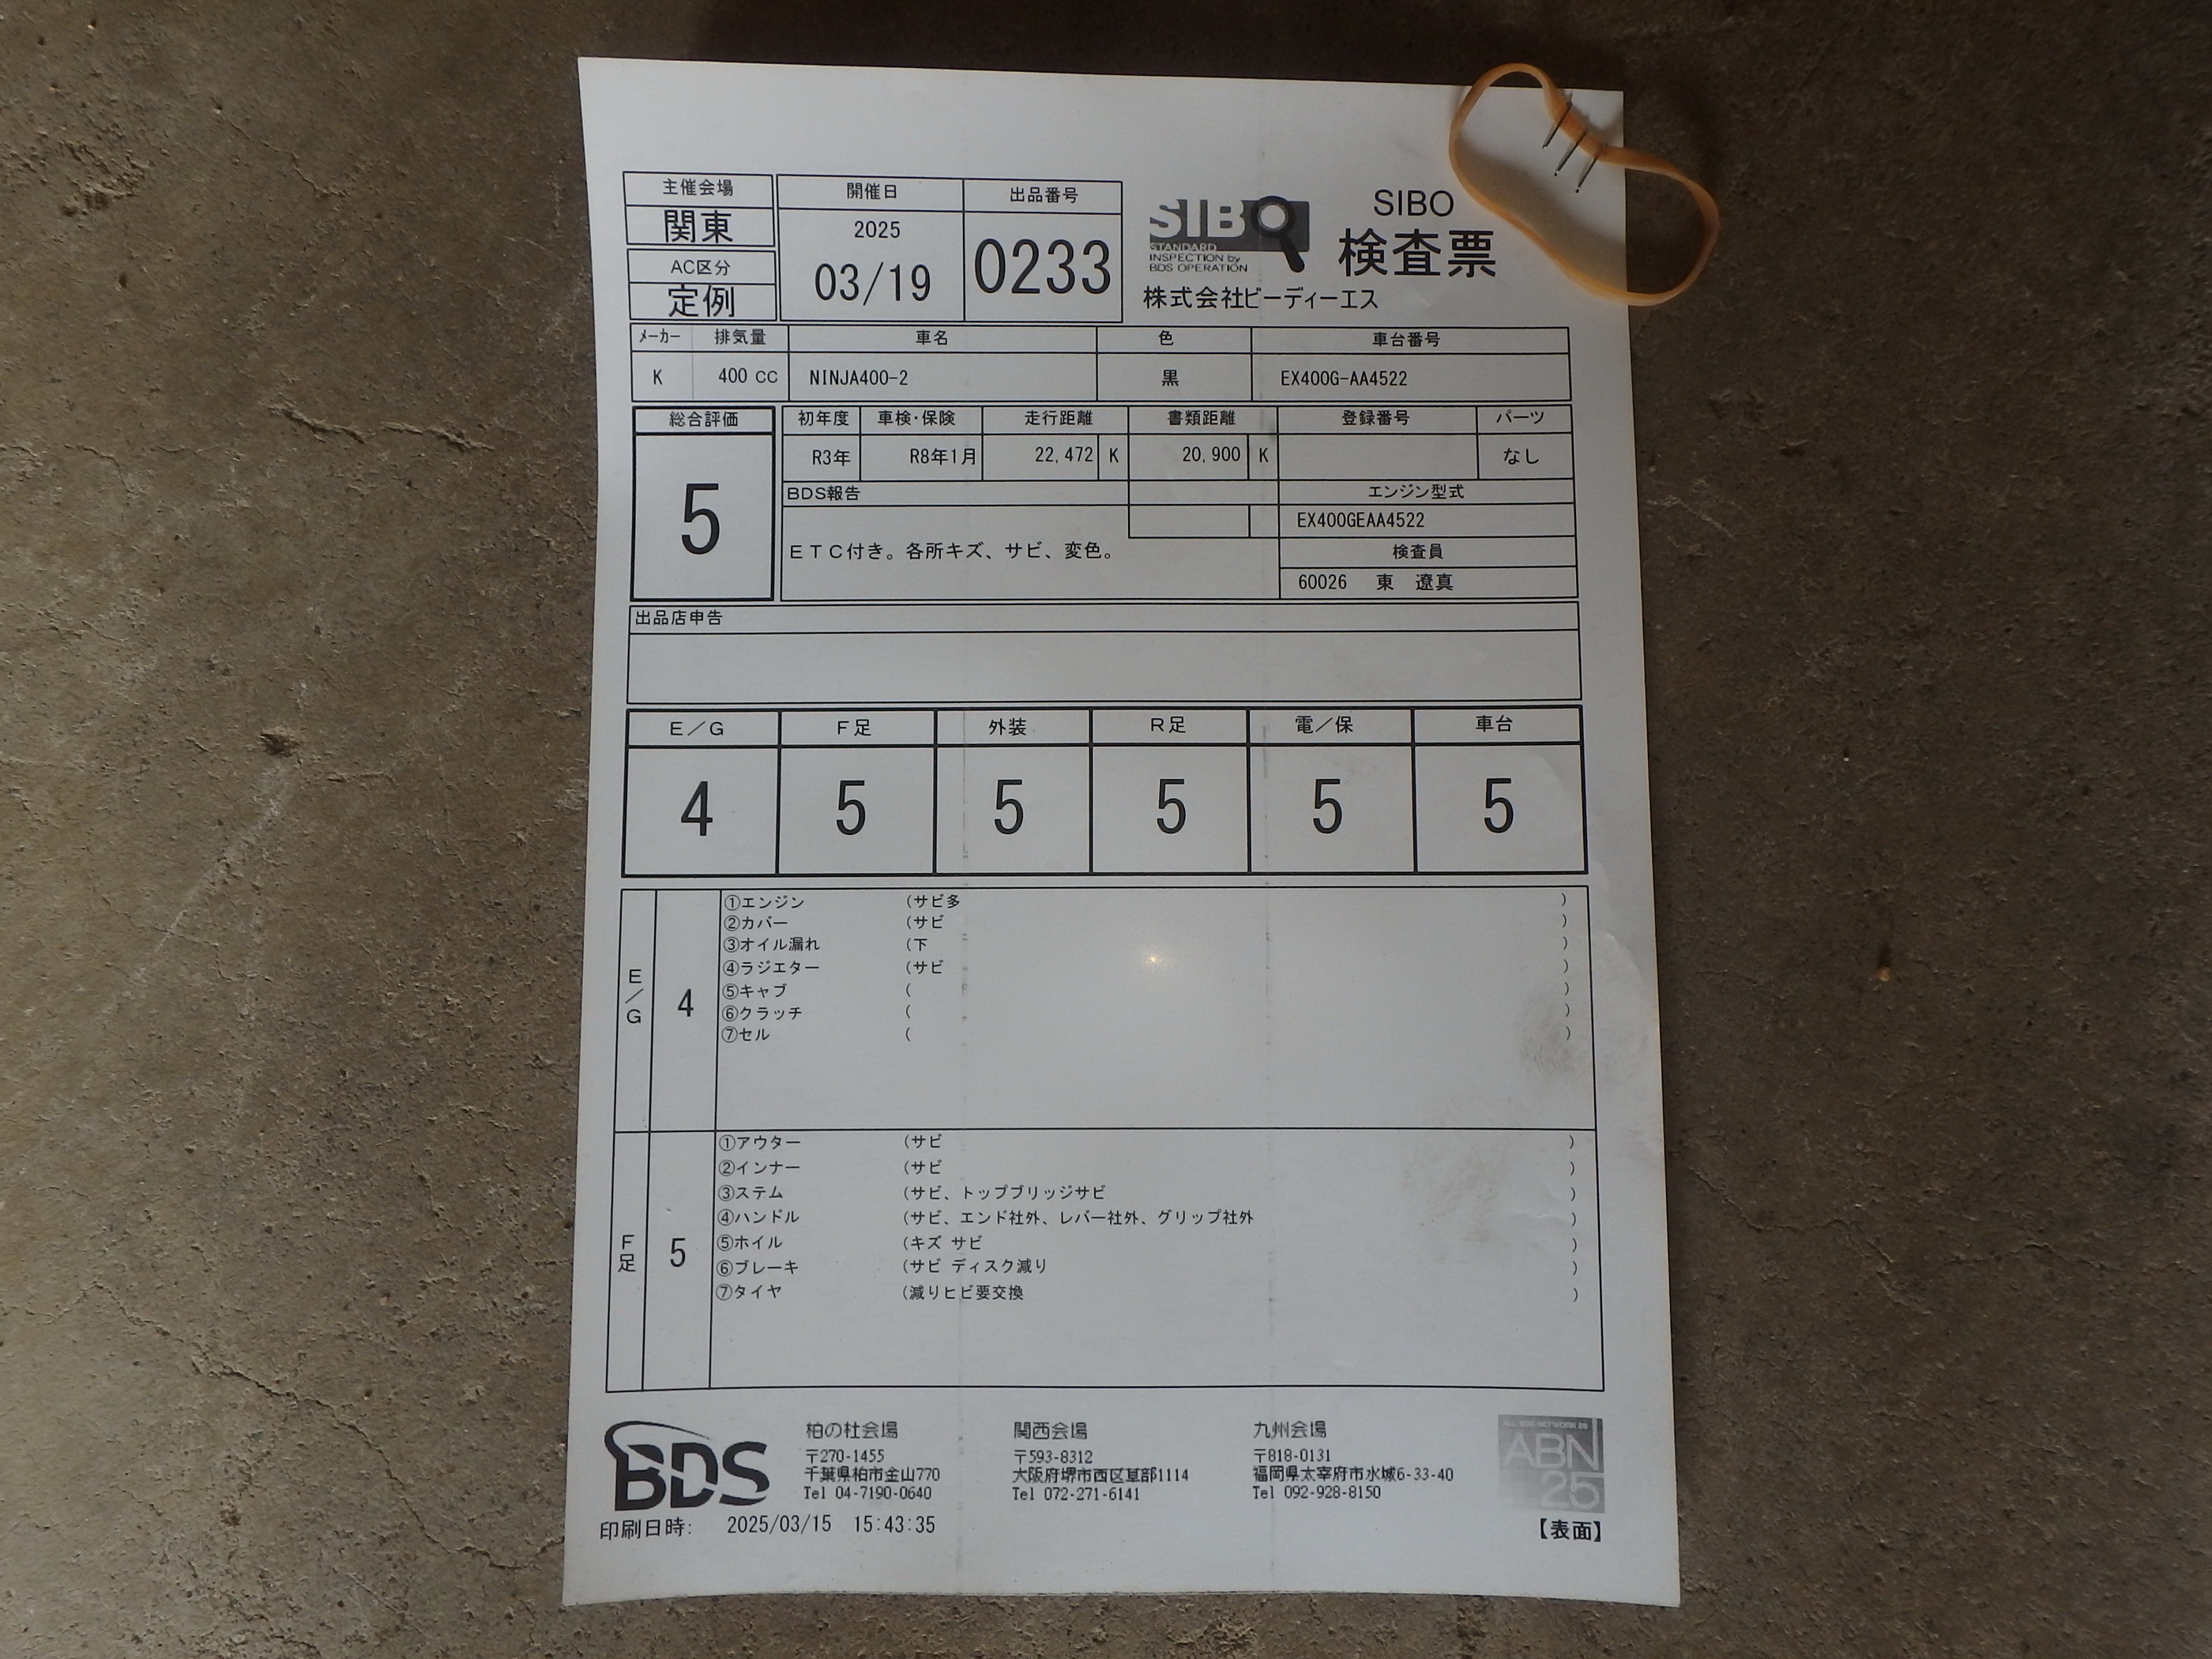 主催会場
関東
AC区分
定例
開催日
2025
03/19
出品番号
0233
SIBO
STANDARD
INSPECTION by
BDS OPERATION
SIBO
検査票
株式会社ビーディーエス
メーカー 排気量 車名 色 車台番号
K 400 CC NINJA400-2 黒 EX400G-AA4522
総合評価
5
初年度 車検・保険 走行距離 書類距離 登録番号 パーツ
R3年 R8年1月 22,472 K 20,900 K なし
BDS報告 エンジン型式
EX400GEAA4522
ETC付き。各所キズ、サビ、変色。
検査員
60026 東 遼真
出品店申告
E/G F足 外装 R足 電/保 車台
4 5 5 5 5 5
E/G
4
①エンジン (サビ多 )
②カバー (サビ )
③オイル漏れ (下 )
④ラジエター (サビ )
⑤キャブ ( )
⑥クラッチ ( )
⑦セル ( )
F足
5
①アウター (サビ )
②インナー (サビ )
③ステム (サビ、トップブリッジサビ )
④ハンドル (サビ、エンド社外、レバー社外、グリップ社外 )
⑤ホイル (キズ サビ )
⑥ブレーキ (サビ ディスク減り )
⑦タイヤ (減りヒビ要交換 )
BDS
柏の杜会場
〒270-1455
千葉県柏市金山770
Tel 04-7190-0640
関西会場
〒593-8312
大阪府堺市西区草部1114
Tel 072-271-6141
九州会場
〒818-0131
福岡県太宰府市水城6-33-40
Tel 092-928-8150
ALL BDS NETWORK 25
ABN
25
印刷日時: 2025/03/15 15:43:35
【表面】